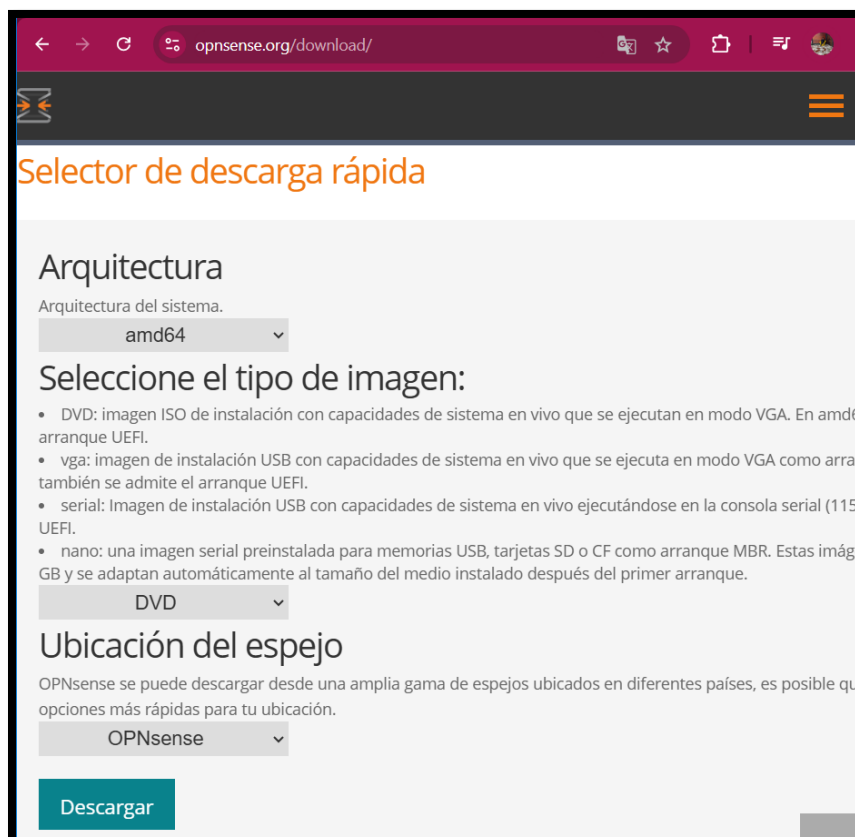 opnsense.org/download/
Selector de descarga rápida
Arquitectura
Arquitectura del sistema.
amd64
Seleccione el tipo de imagen:
• DVD: imagen ISO de instalación con capacidades de sistema en vivo que se ejecutan en modo VGA. En amd6
arranque UEFI.
• vga: imagen de instalación USB con capacidades de sistema en vivo que se ejecuta en modo VGA como arra
también se admite el arranque UEFI.
• serial: Imagen de instalación USB con capacidades de sistema en vivo ejecutándose en la consola serial (115
UEFI.
• nano: una imagen serial preinstalada para memorias USB, tarjetas SD o CF como arranque MBR. Estas imág
GB y se adaptan automáticamente al tamaño del medio instalado después del primer arranque.
DVD
Ubicación del espejo
OPNsense se puede descargar desde una amplia gama de espejos ubicados en diferentes países, es posible qu
opciones más rápidas para tu ubicación.
OPNsense
Descargar